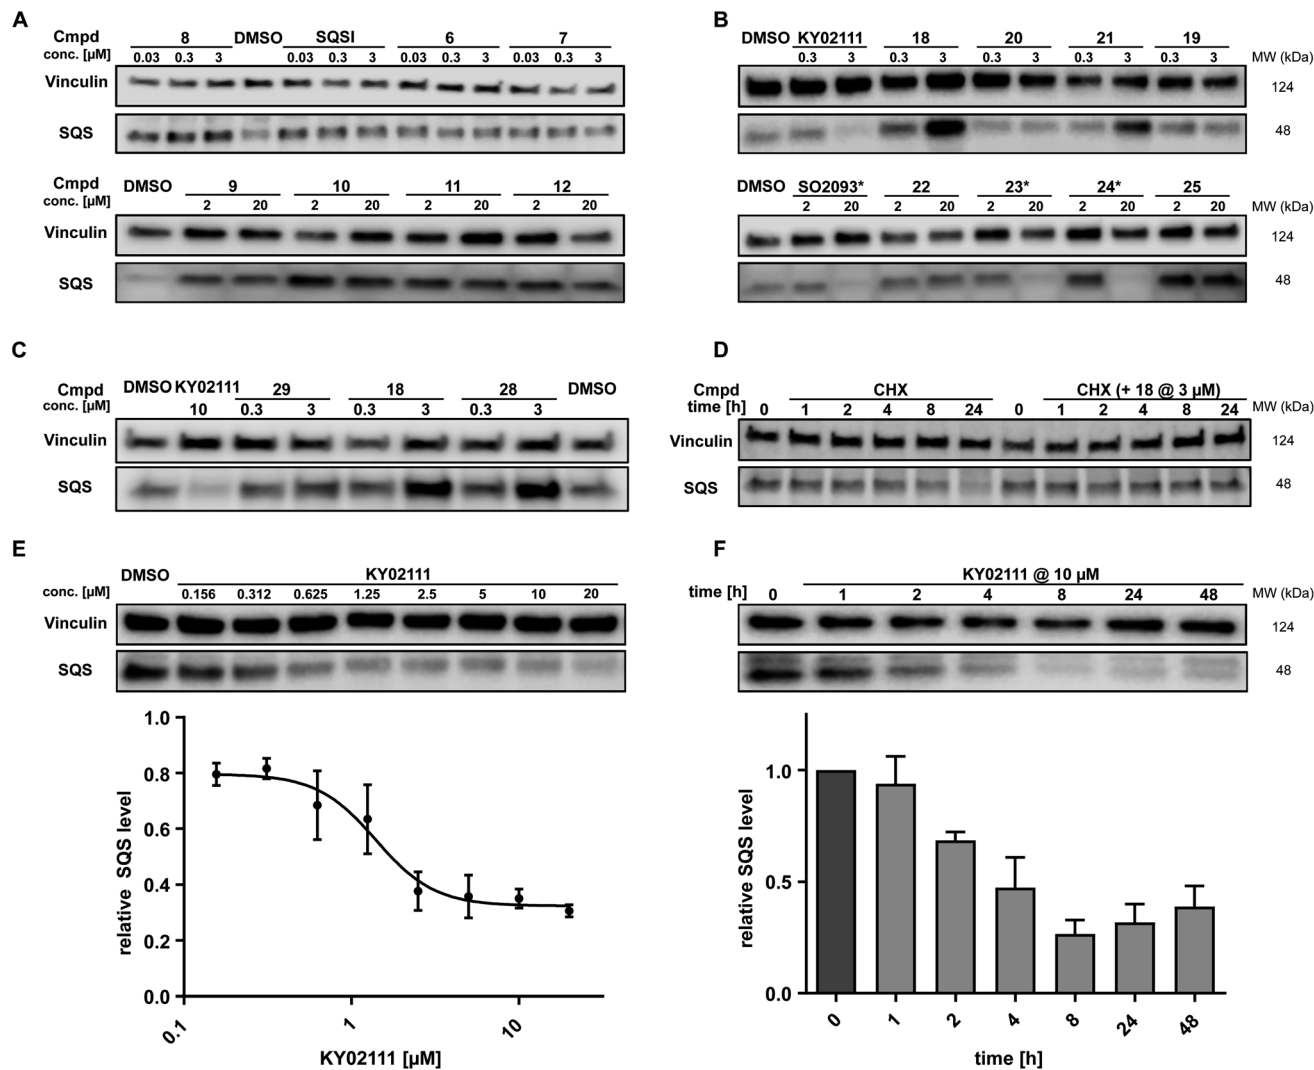 A
Cmpd 8 DMSO SQSI 6 7
conc. [µM] 0.03 0.3 3 0.03 0.3 3 0.03 0.3 3 0.03 0.3 3
Vinculin
SQS
Cmpd DMSO 9 10 11 12
conc. [µM] 2 20 2 20 2 20 2 20
Vinculin
SQS
B
DMSO KY02111 18 20 21 19
0.3 3 0.3 3 0.3 3 0.3 3 0.3 3 MW (kDa)
124
48
DMSO SO2093* 22 23* 24* 25
2 20 2 20 2 20 2 20 2 20 MW (kDa)
124
48
C
Cmpd DMSO KY02111 29 18 28 DMSO
conc. [µM] 10 0.3 3 0.3 3 0.3 3
Vinculin
SQS
D
Cmpd CHX CHX (+ 18 @ 3 µM)
time [h] 0 1 2 4 8 24 0 1 2 4 8 24 MW (kDa)
Vinculin 124
SQS 48
E
DMSO KY02111
conc. [µM] 0.156 0.312 0.625 1.25 2.5 5 10 20
Vinculin
SQS
1.0
0.8
0.6
0.4
0.2
0.0
relative SQS level
0.1 1 10
KY02111 [µM]
F
KY02111 @ 10 µM
time [h] 0 1 2 4 8 24 48 MW (kDa)
124
48
1.0
0.5
0.0
relative SQS level
0 1 2 4 8 24 48
time [h]